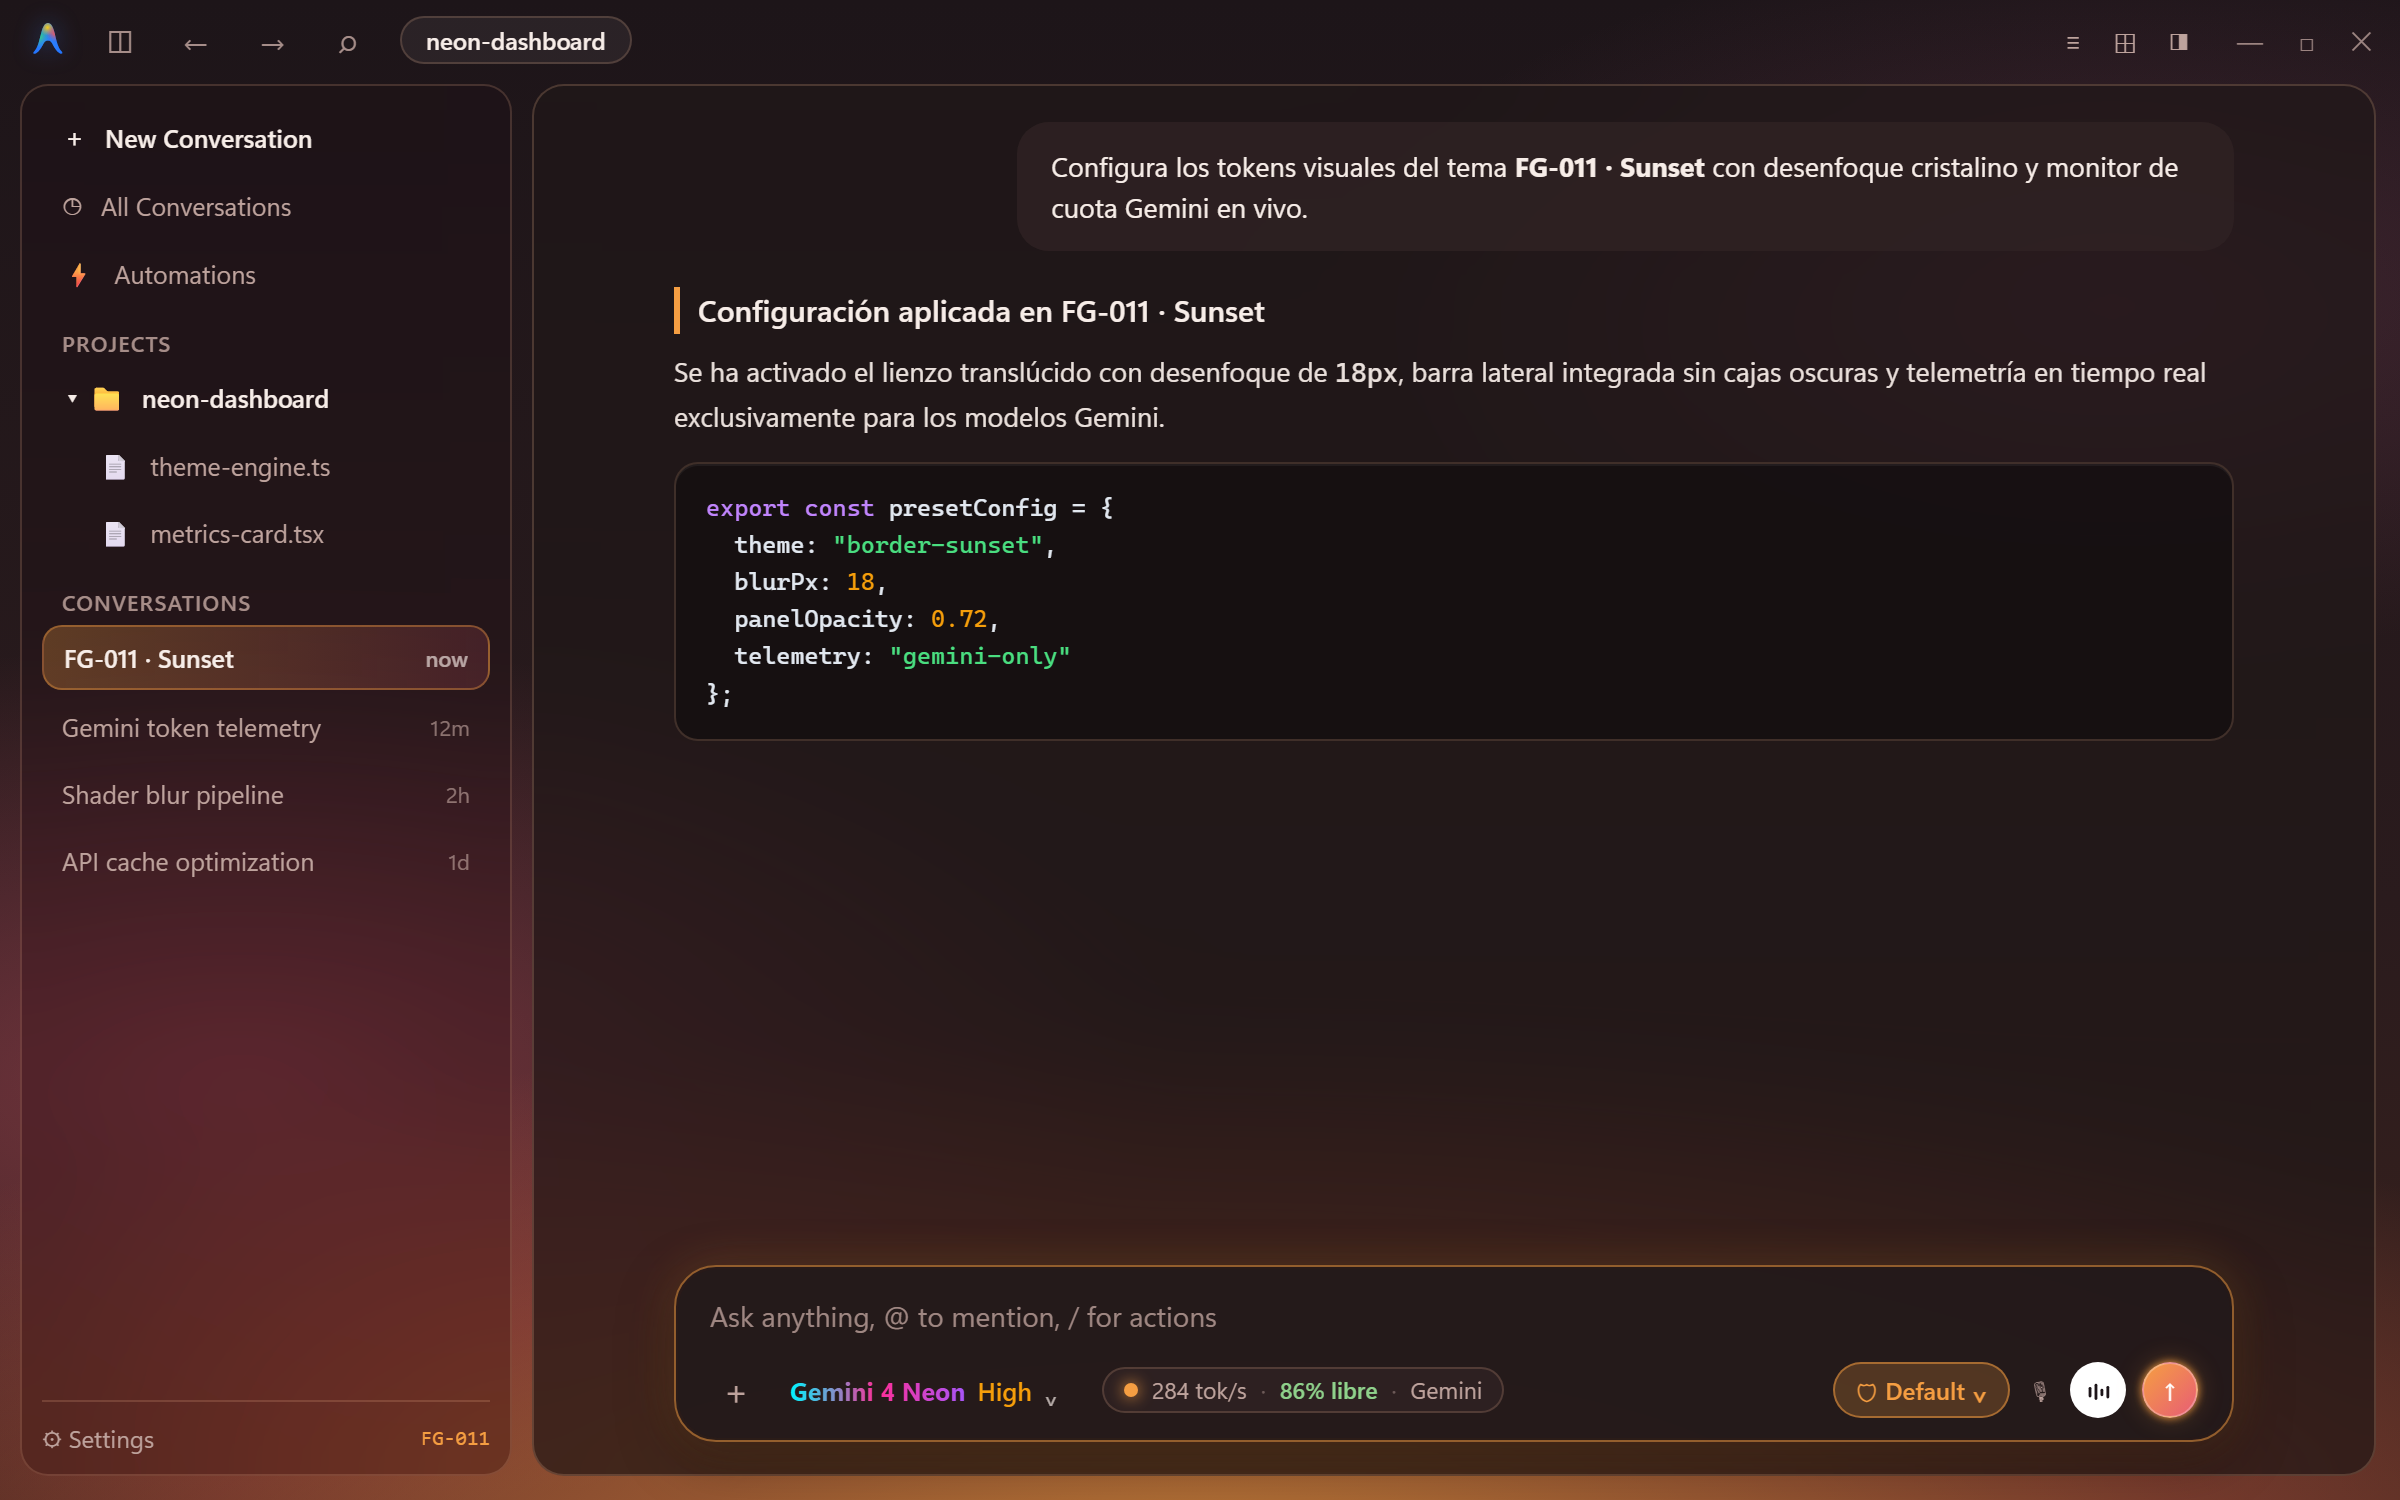 neon-dashboard
+ New Conversation
All Conversations
Automations
PROJECTS
neon-dashboard
theme-engine.ts
metrics-card.tsx
CONVERSATIONS
FG-011 · Sunset now
Gemini token telemetry 12m
Shader blur pipeline 2h
API cache optimization 1d
Settings FG-011
Configura los tokens visuales del tema FG-011 · Sunset con desenfoque cristalino y monitor de
cuota Gemini en vivo.
Configuración aplicada en FG-011 · Sunset
Se ha activado el lienzo translúcido con desenfoque de 18px, barra lateral integrada sin cajas oscuras y telemetría en tiempo real
exclusivamente para los modelos Gemini.
export const presetConfig = {
theme: "border-sunset",
blurPx: 18,
panelOpacity: 0.72,
telemetry: "gemini-only"
};
Ask anything, @ to mention, / for actions
+ Gemini 4 Neon High 284 tok/s · 86% libre · Gemini Default